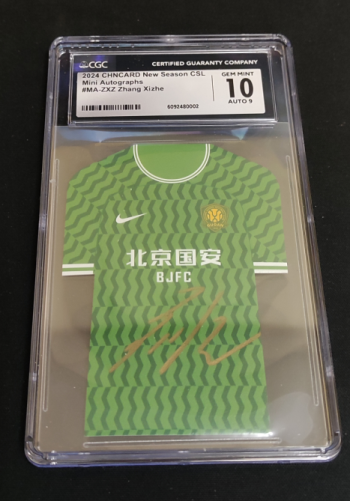 CGC
CERTIFIED GUARANTY COMPANY
2024 CHNCARD New Season CSL
Mini Autographs
#MA-ZXZ Zhang Xizhe
GEM MINT
10
AUTO 9
6092480002
北京国安
BJFC